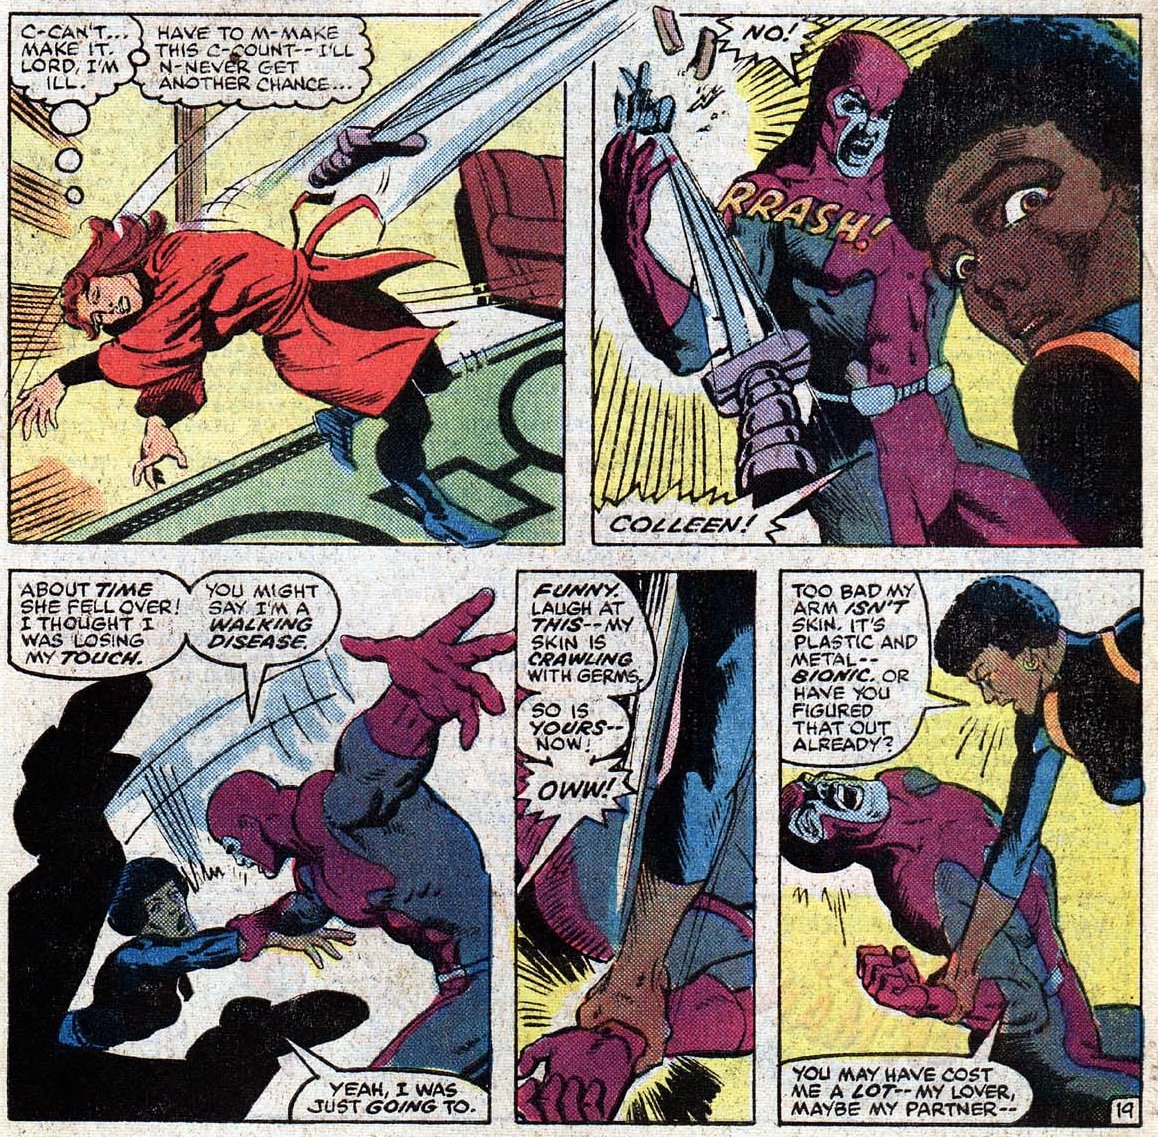 C-CAN'T...
MAKE IT.
LORD, I'M
ILL.
HAVE TO M-MAKE
THIS C-COUNT-- I'LL
N-NEVER GET
ANOTHER CHANCE...
NO!
RRASH!
COLLEEN!
ABOUT TIME
SHE FELL OVER!
I THOUGHT I
WAS LOSING
MY TOUCH.
YOU MIGHT
SAY I'M A
WALKING
DISEASE.
YEAH, I WAS
JUST GOING TO.
FUNNY.
LAUGH AT
THIS-- MY
SKIN IS
CRAWLING
WITH GERMS.
SO IS
YOURS--
NOW!
OWW!
TOO BAD MY
ARM ISN'T
SKIN. IT'S
PLASTIC AND
METAL--
BIONIC. OR
HAVE YOU
FIGURED
THAT OUT
ALREADY?
YOU MAY HAVE COST
ME A LOT-- MY LOVER,
MAYBE MY PARTNER--
19